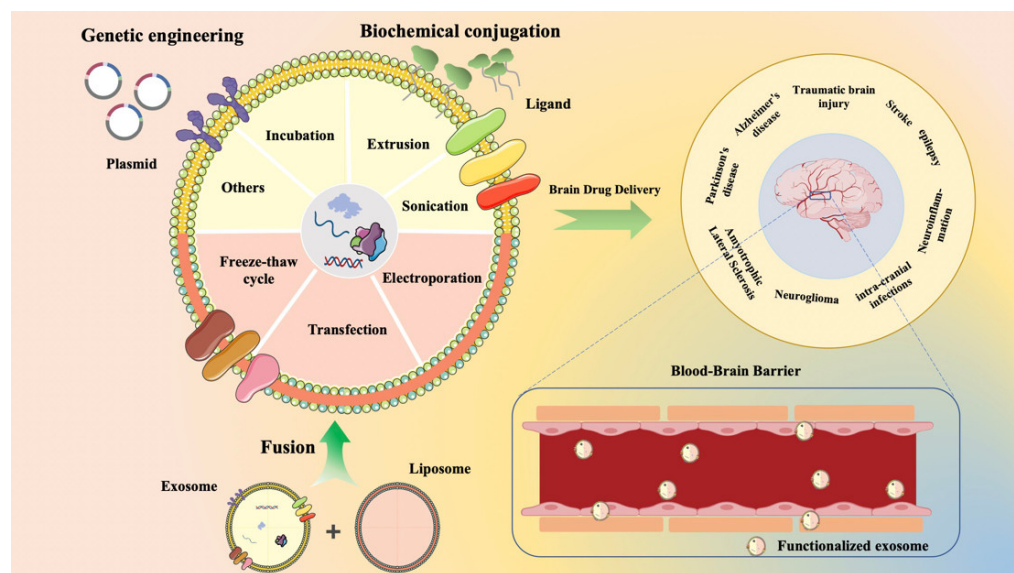 Genetic engineering
Biochemical conjugation
Plasmid
Ligand
Incubation
Extrusion
Others
Sonication
Freeze-thaw
cycle
Electroporation
Transfection
Brain Drug Delivery
Traumatic brain
injury
Alzheimer's
disease
Stroke epilepsy
Parkinson's
disease
Neuroinflam-
mation
Amyotrophic
Lateral Sclerosis
Neuroglioma
intra-cranial
infections
Fusion
Exosome
Liposome
+
Blood-Brain Barrier
Functionalized exosome